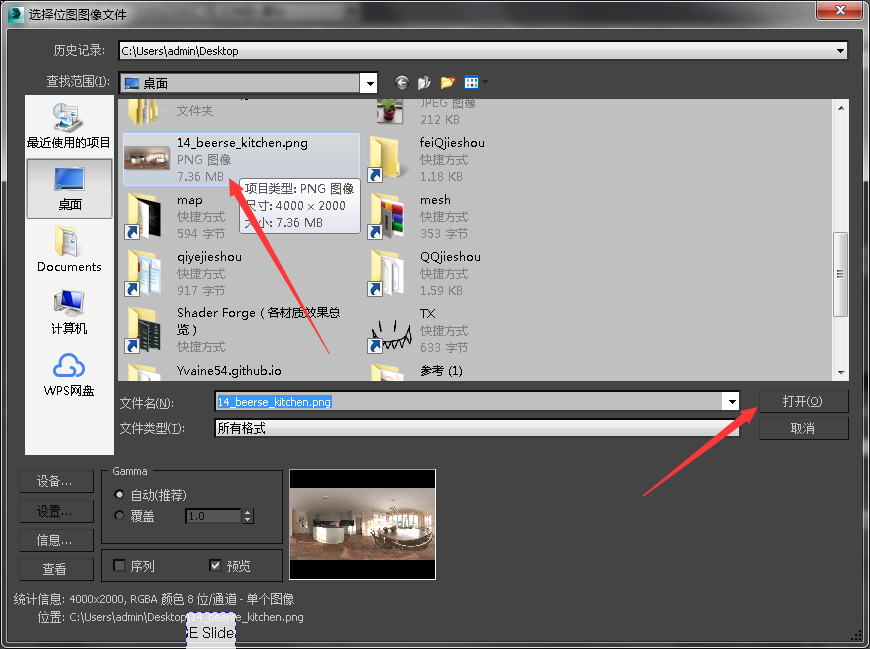 选择位图图像文件
历史记录:
C:\Users\admin\Desktop
查找范围(I):
桌面
最近使用的项目
桌面
Documents
计算机
WPS网盘
文件夹
JPEG 图像
212 KB
14_beerse_kitchen.png
PNG 图像
7.36 MB
feiQjieshou
快捷方式
1.18 KB
项目类型: PNG 图像
尺寸: 4000 x 2000
大小: 7.36 MB
map
快捷方式
594 字节
mesh
快捷方式
353 字节
qiyejieshou
快捷方式
917 字节
QQjieshou
快捷方式
1.59 KB
Shader Forge ( 各材质效果总
览 )
快捷方式
TX
快捷方式
633 字节
Yvaine54.github.io
参考 (1)
文件名(N):
14_beerse_kitchen.png
打开(O)
文件类型(T):
所有格式
取消
设备...
设置...
信息...
查看
Gamma
自动(推荐)
覆盖
1.0
序列
预览
统计信息: 4000x2000, RGBA 颜色 8 位/通道 - 单个图像
位置: C:\Users\admin\Desktop\14_beerse_kitchen.png
E Slide